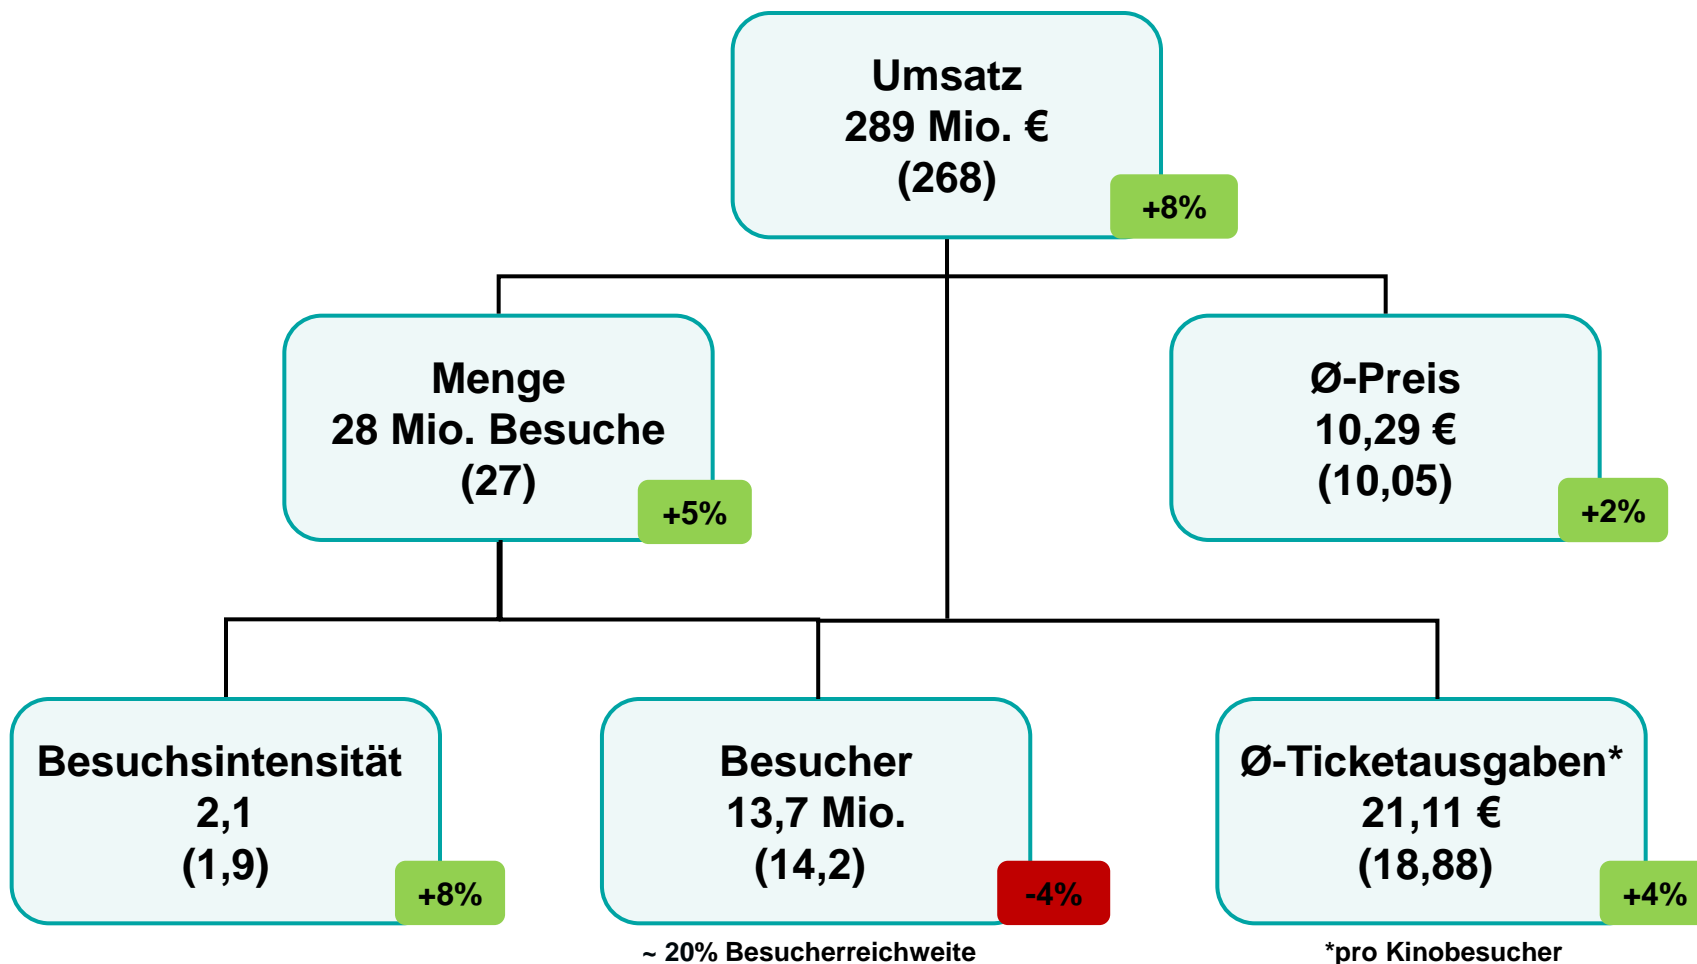 Umsatz
289 Mio. €
(268)
+8%
Menge
28 Mio. Besuche
(27)
+5%
Ø-Preis
10,29 €
(10,05)
+2%
Besuchsintensität
2,1
(1,9)
+8%
Besucher
13,7 Mio.
(14,2)
-4%
~ 20% Besucherreichweite
Ø-Ticketausgaben*
21,11 €
(18,88)
+4%
*pro Kinobesucher